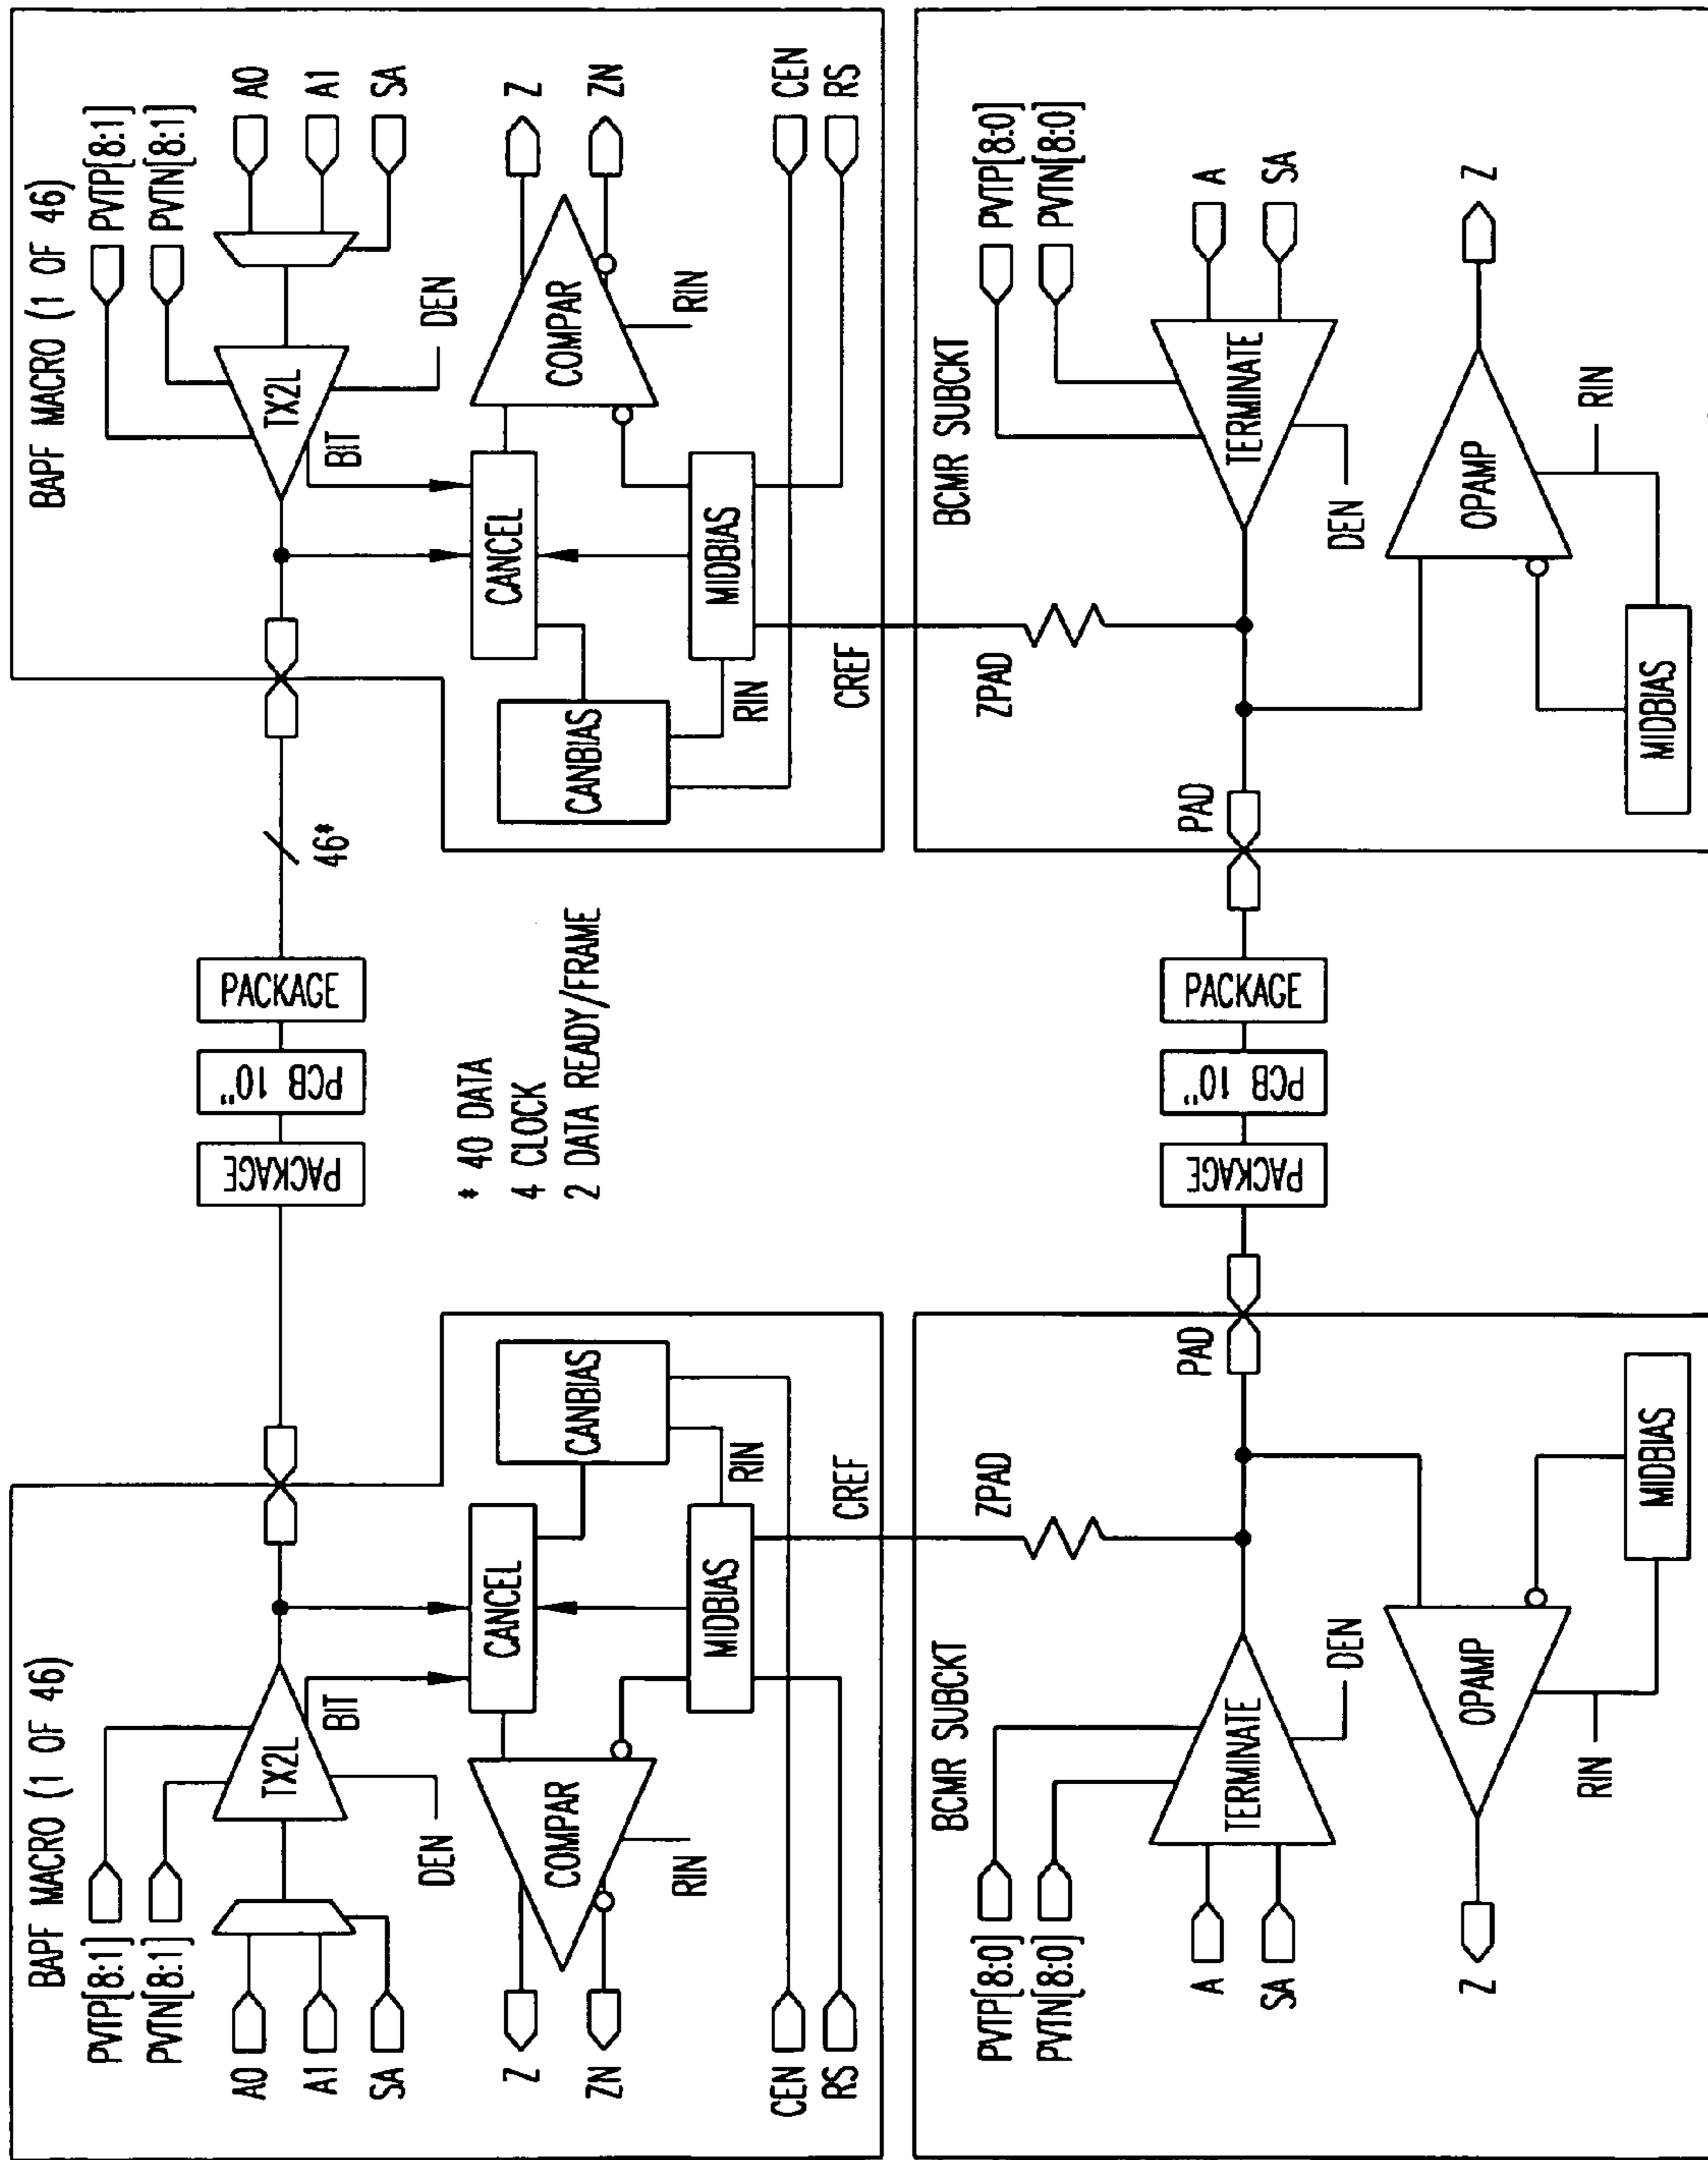 BAPF MACRO (1 OF 46)
PVTP[8:1]
PVTN[8:1]
A0
A1
SA
TX2L
BIT
DEN
CANCEL
CANBIAS
COMPAR
RIN
Z
ZN
MIDBIAS
RIN
CREF
CEN
RS
PACKAGE
PCB 10"
PACKAGE
46*
* 40 DATA
4 CLOCK
2 DATA READY/FRAME
BAPF MACRO (1 OF 46)
PVTP[8:1]
PVTN[8:1]
A0
A1
SA
TX2L
BIT
DEN
CANCEL
CANBIAS
COMPAR
RIN
Z
ZN
MIDBIAS
RIN
CREF
CEN
RS
BCMR SUBCKT
PVTP[8:0]
PVTN[8:0]
A
SA
TERMINATE
DEN
ZPAD
PAD
OPAMP
RIN
MIDBIAS
Z
PACKAGE
PCB 10"
PACKAGE
BCMR SUBCKT
PVTP[8:0]
PVTN[8:0]
A
SA
TERMINATE
DEN
ZPAD
PAD
OPAMP
RIN
MIDBIAS
Z